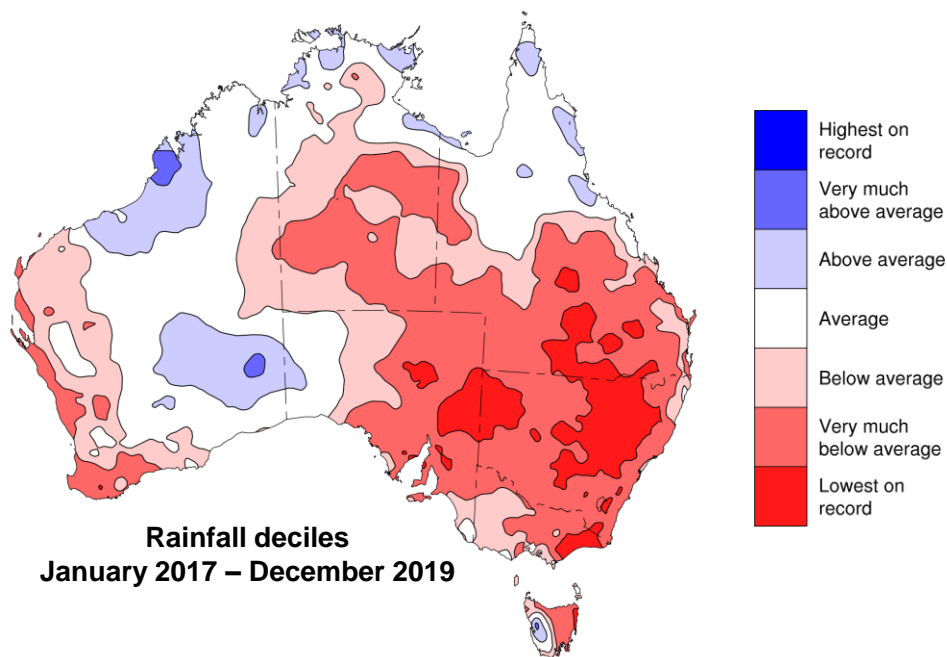 Highest on
record
Very much
above average
Above average
Average
Below average
Very much
below average
Lowest on
record
Rainfall deciles
January 2017 – December 2019